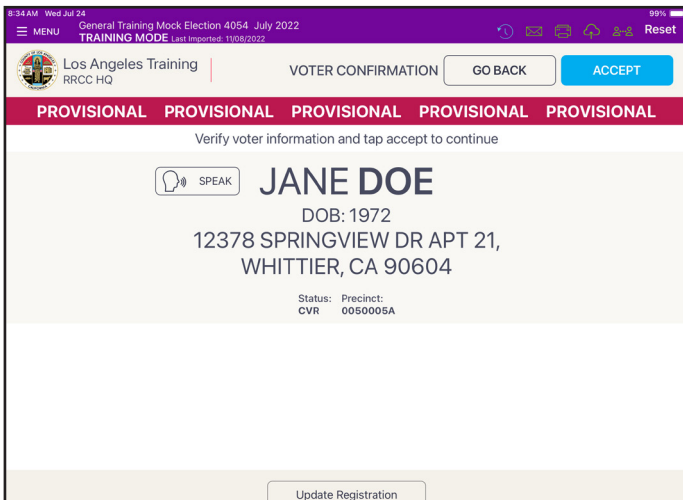 8:34 AM Wed Jul 24
99%
MENU
General Training Mock Election 4054 July 2022
TRAINING MODE Last Imported: 11/08/2022
Reset
Los Angeles Training
RRCC HQ
VOTER CONFIRMATION
GO BACK
ACCEPT
PROVISIONAL PROVISIONAL PROVISIONAL PROVISIONAL PROVISIONAL
Verify voter information and tap accept to continue
SPEAK
JANE DOE
DOB: 1972
12378 SPRINGVIEW DR APT 21,
WHITTIER, CA 90604
Status: Precinct:
CVR 0050005A
Update Registration